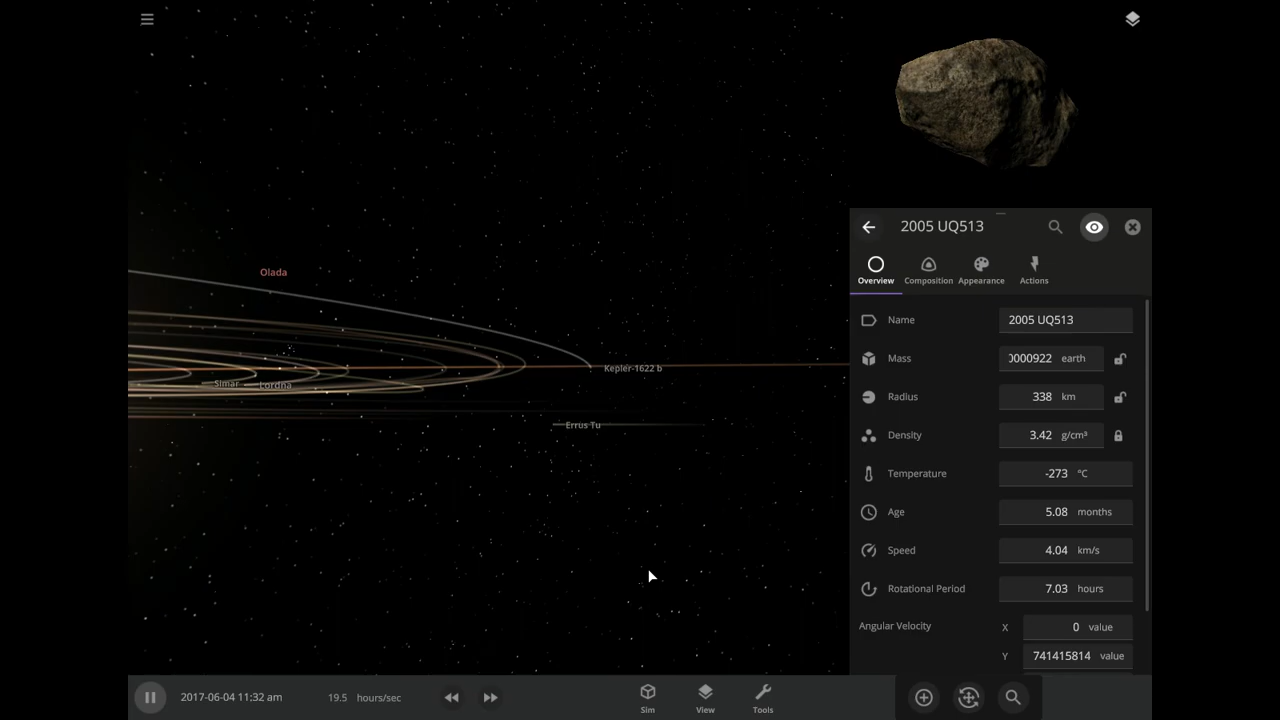 2005 UQ513
Overview Composition Appearance Actions
Name 2005 UQ513
Mass 0000922 earth
Radius 338 km
Density 3.42 g/cm³
Temperature -273 °C
Age 5.08 months
Speed 4.04 km/s
Rotational Period 7.03 hours
Angular Velocity X 0 value
Y 741415814 value
Olada
Kepler-1622 b
Simar Lordna
Errus Tu
2017-06-04 11:32 am 19.5 hours/sec Sim View Tools